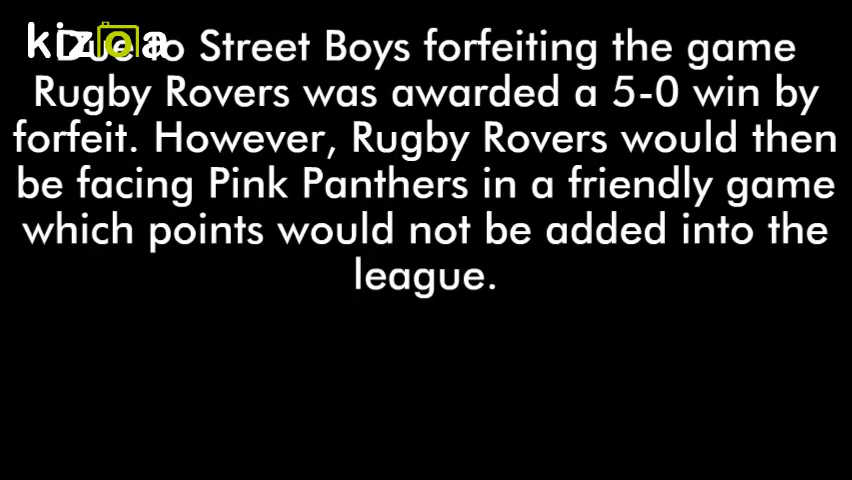 kizoa
Due to Street Boys forfeiting the game
Rugby Rovers was awarded a 5-0 win by
forfeit. However, Rugby Rovers would then
be facing Pink Panthers in a friendly game
which points would not be added into the
league.